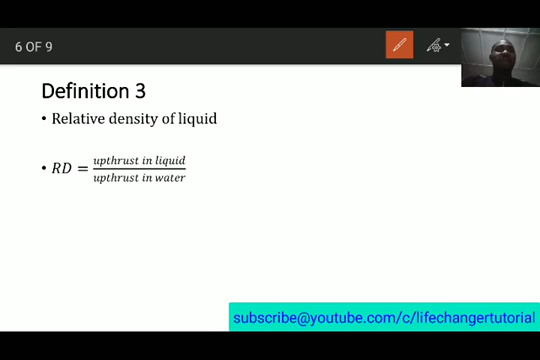 6 OF 9
Definition 3
• Relative density of liquid
• RD = upthrust in liquid / upthrust in water
subscribe@youtube.com/c/lifechangertutorial